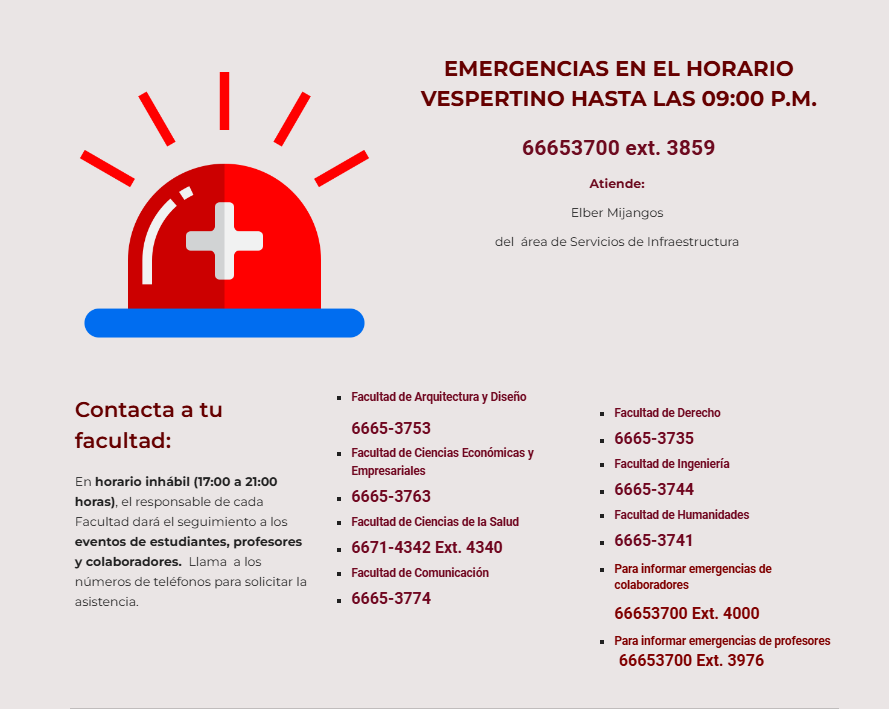 EMERGENCIAS EN EL HORARIO
VESPERTINO HASTA LAS 09:00 P.M.
66653700 ext. 3859
Atiende:
Elber Mijangos
del área de Servicios de Infraestructura
Contacta a tu
facultad:
En horario inhábil (17:00 a 21:00
horas), el responsable de cada
Facultad dará el seguimiento a los
eventos de estudiantes, profesores
y colaboradores. Llama a los
números de teléfonos para solicitar la
asistencia.
Facultad de Arquitectura y Diseño
6665-3753
Facultad de Ciencias Económicas y
Empresariales
6665-3763
Facultad de Ciencias de la Salud
6671-4342 Ext. 4340
Facultad de Comunicación
6665-3774
Facultad de Derecho
6665-3735
Facultad de Ingeniería
6665-3744
Facultad de Humanidades
6665-3741
Para informar emergencias de
colaboradores
66653700 Ext. 4000
Para informar emergencias de profesores
66653700 Ext. 3976